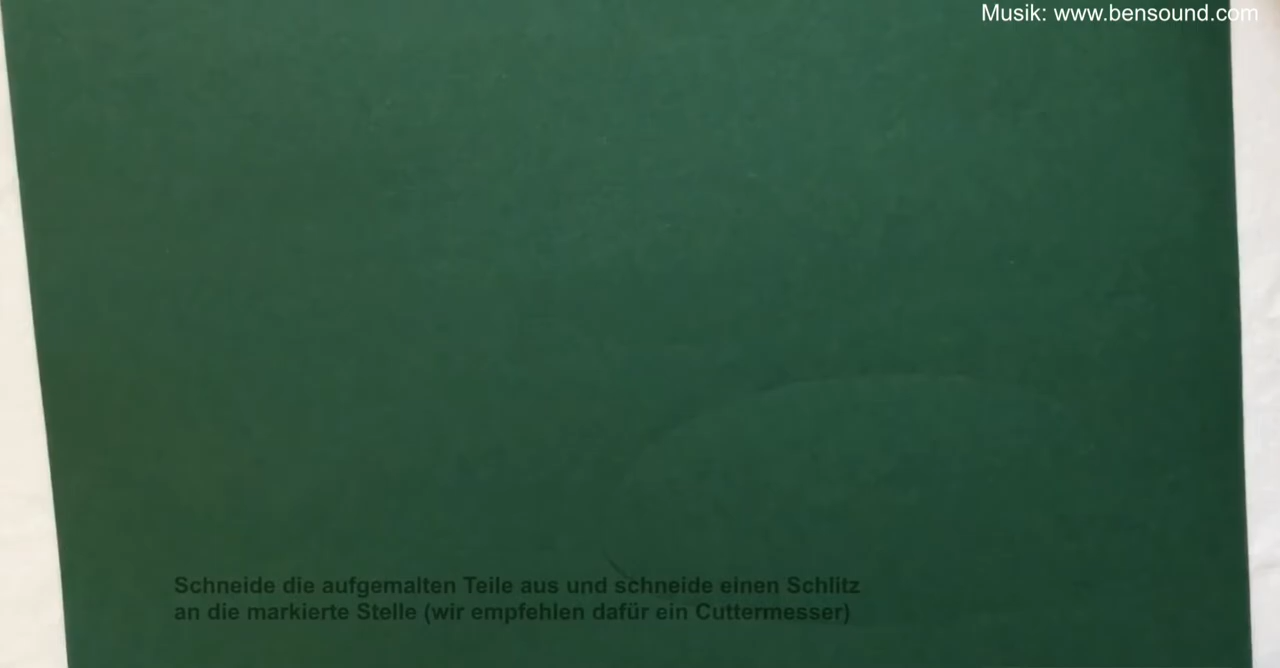 Musik: www.bensound.com
Schneide die aufgemalten Teile aus und schneide einen Schlitz
an die markierte Stelle (wir empfehlen dafür ein Cuttermesser)